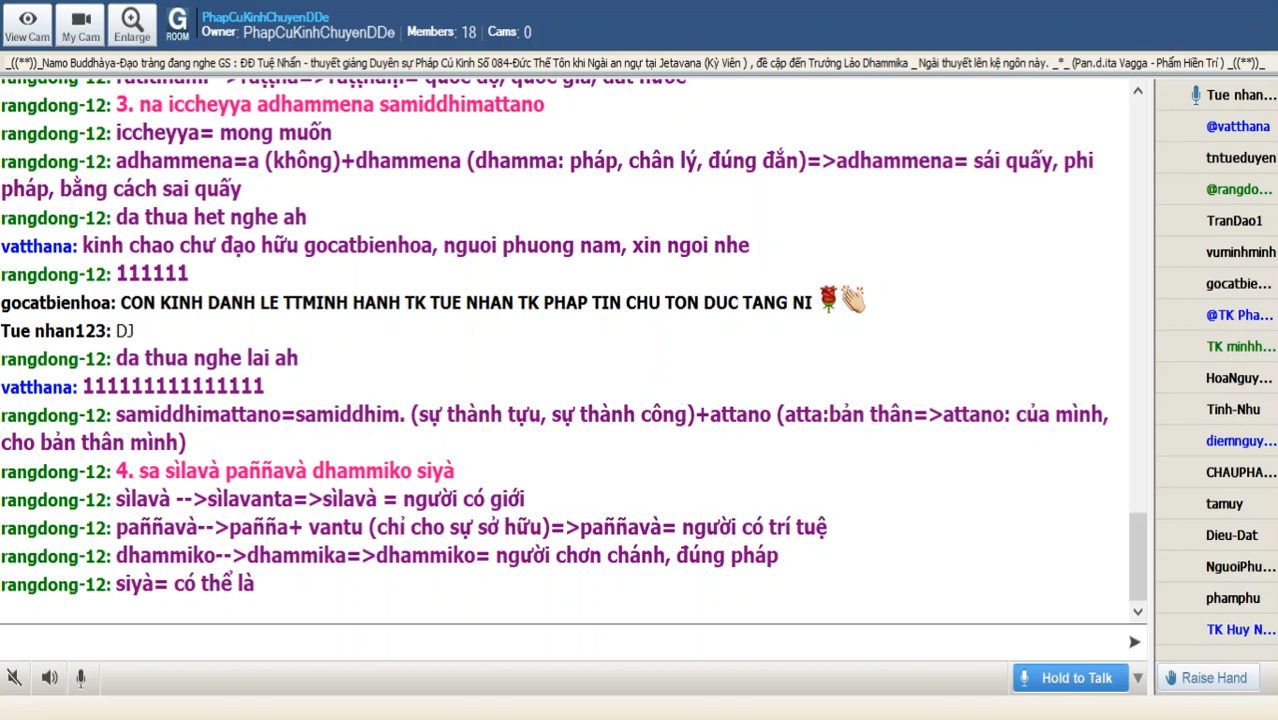 View Cam
My Cam
Enlarge
G
ROOM
PhapCuKinhChuyenDDe
Owner: PhapCuKinhChuyenDDe Members: 18 Cams: 0
_((**))_Namo Buddhàya-Đạo tràng đang nghe GS : ĐĐ Tuệ Nhẩn - thuyết giảng Duyên sự Pháp Cú Kinh Số 084-Đức Thế Tôn khi Ngài an ngự tại Jetavana (Kỳ Viên ) , đề cập đến Trưởng Lảo Dhammika _Ngài thuyết lên kệ ngôn này. _*_ (Pan.d.ita Vagga - Phẩm Hiền Trí ) _((**))_
3. na iccheyya adhammena samiddhimattano
rangdong-12: 3. na iccheyya adhammena samiddhimattano
rangdong-12: iccheyya= mong muốn
rangdong-12: adhammena=a (không)+dhammena (dhamma: pháp, chân lý, đúng đắn)=>adhammena= sái quấy, phi
pháp, bằng cách sai quấy
rangdong-12: da thua het nghe ah
vatthana: kinh chao chư đạo hữu gocatbienhoa, nguoi phuong nam, xin ngoi nhe
rangdong-12: 111111
gocatbienhoa: CON KINH DANH LE TTMINH HANH TK TUE NHAN TK PHAP TIN CHU TON DUC TANG NI
Tue nhan123: DJ
rangdong-12: da thua nghe lai ah
vatthana: 111111111111111
rangdong-12: samiddhimattano=samiddhim. (sự thành tựu, sự thành công)+attano (atta:bản thân=>attano: của mình,
cho bản thân mình)
rangdong-12: 4. sa sìlavà paññavà dhammiko siyà
rangdong-12: sìlavà -->sìlavanta=>sìlavà = người có giới
rangdong-12: paññavà-->pañña+ vantu (chỉ cho sự sở hữu)=>paññavà= người có trí tuệ
rangdong-12: dhammiko-->dhammika=>dhammiko= người chơn chánh, đúng pháp
rangdong-12: siyà= có thể là
Tue nhan...
@vatthana
tntueduyen
@rangdo...
TranDao1
vuminhminh
gocatbie...
@TK Pha...
TK minhh...
HoaNguy...
Tinh-Nhu
diemnguy...
CHAUPHA...
tamuy
Dieu-Dat
NguoiPhu...
phamphu
TK Huy N...
Hold to Talk
Raise Hand